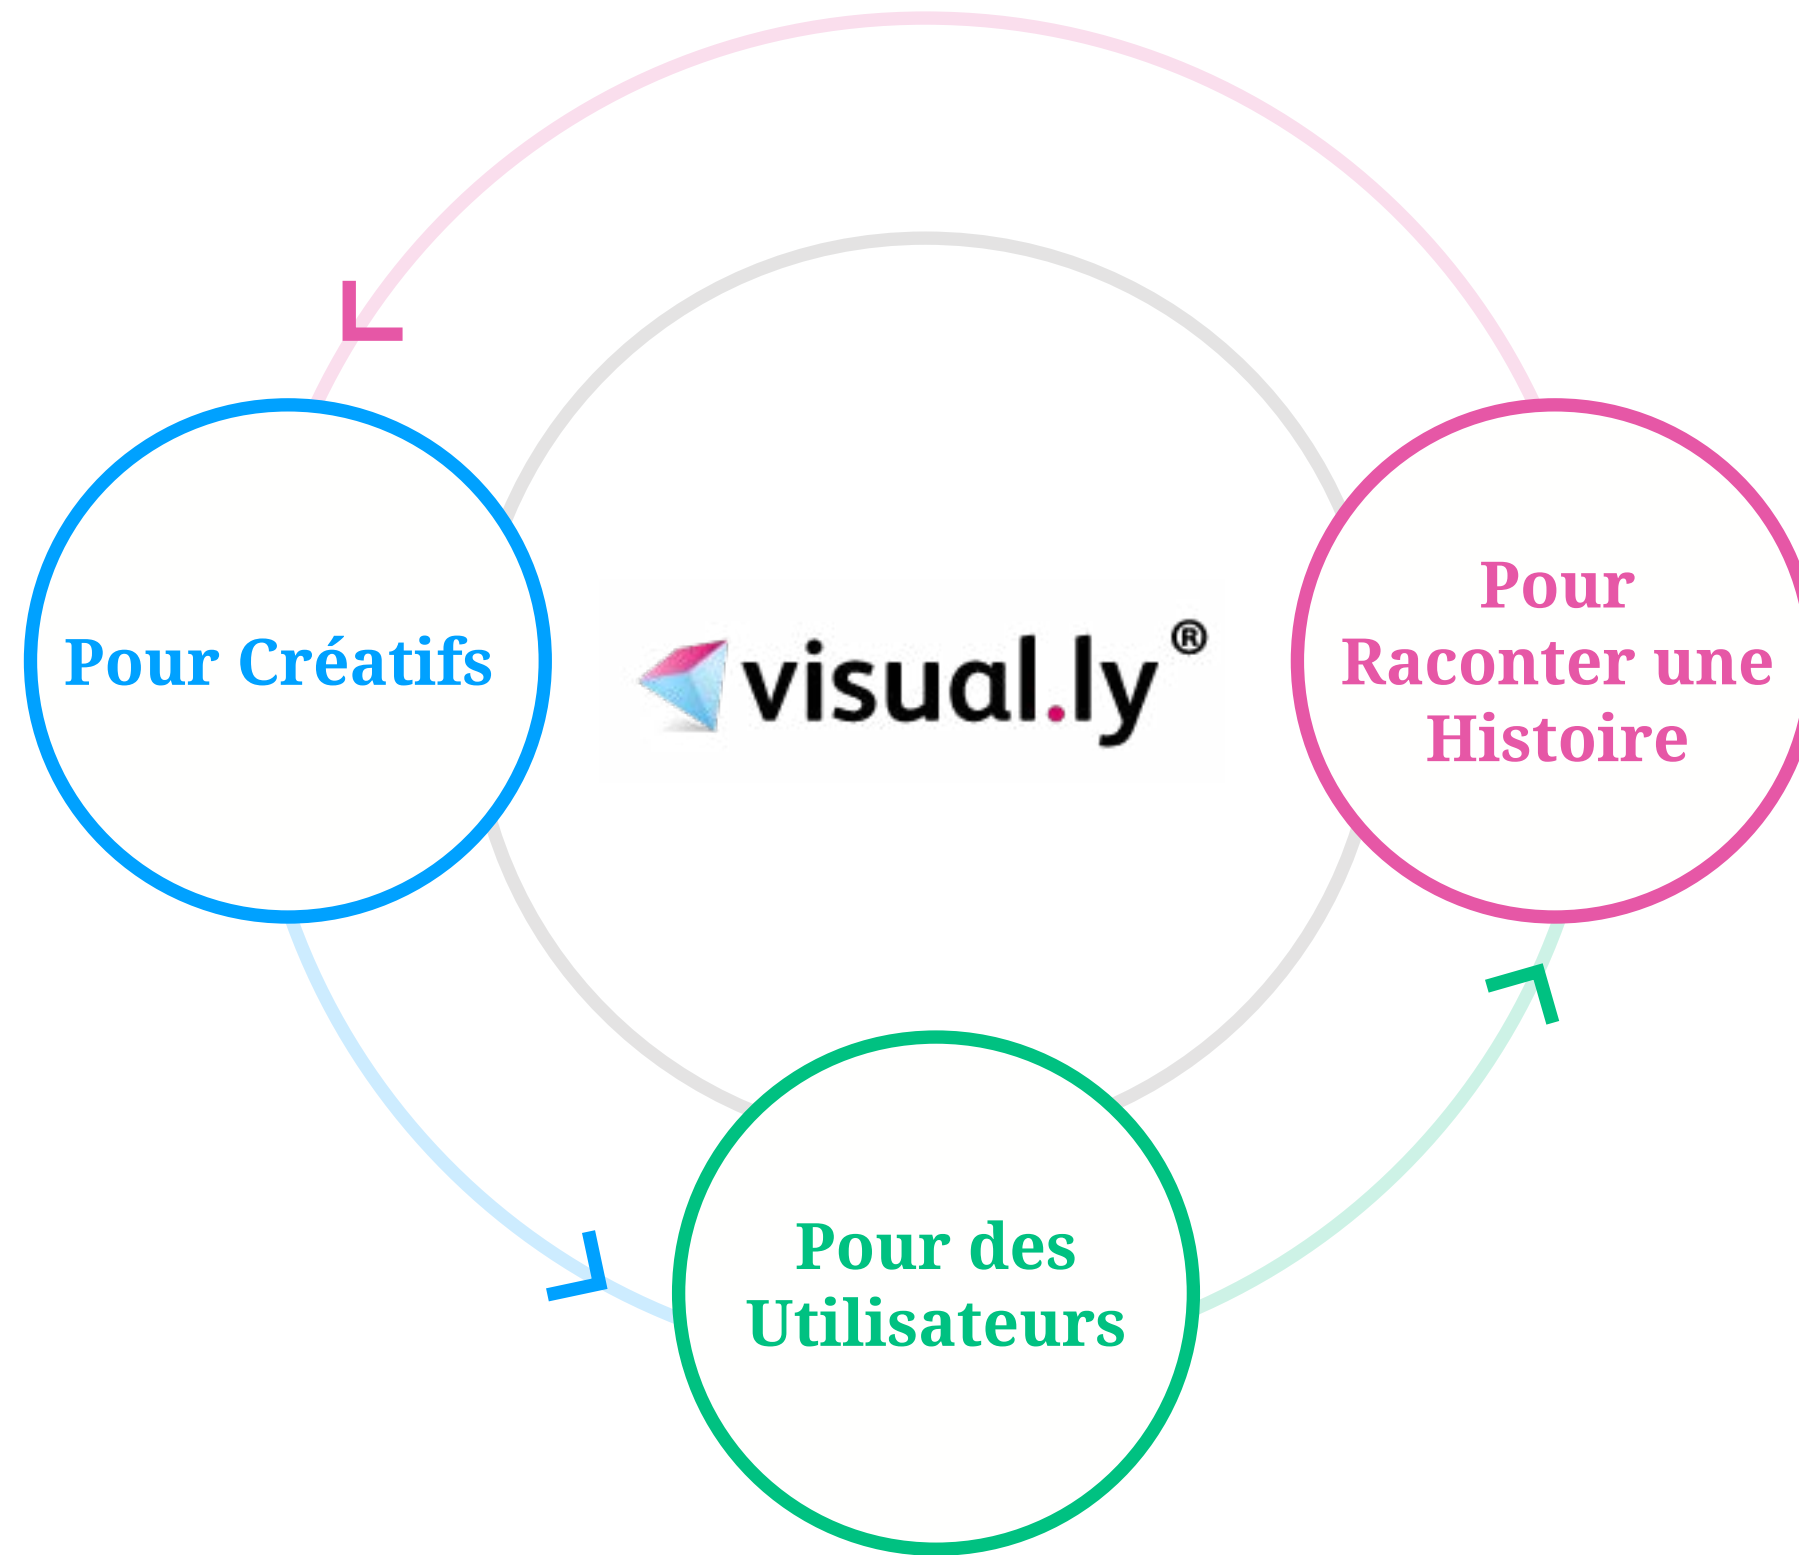 Pour Créatifs
visual.ly®
Pour
Raconter une
Histoire
Pour des
Utilisateurs